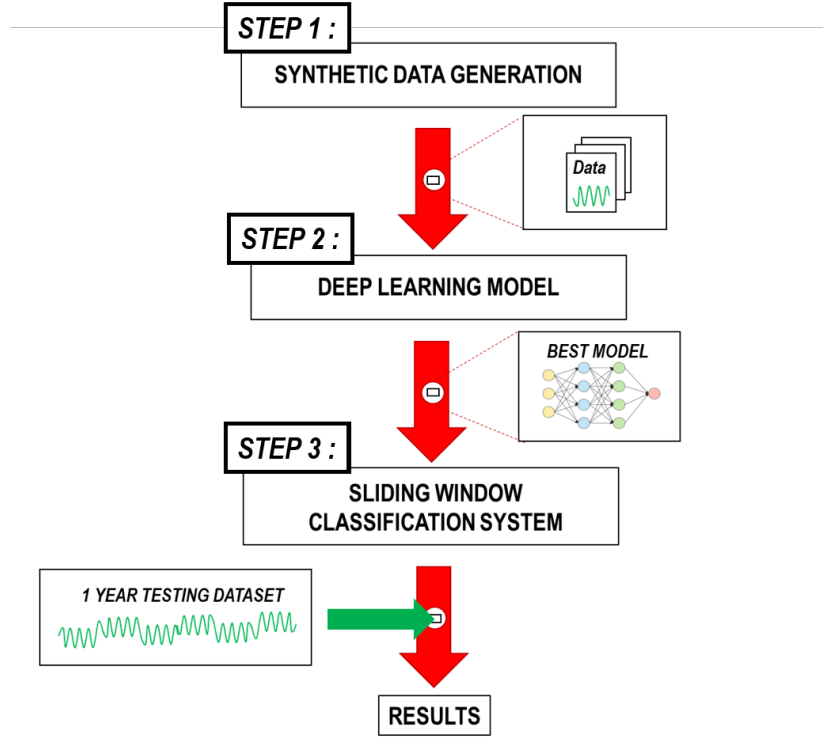 STEP 1 :
SYNTHETIC DATA GENERATION
Data
STEP 2 :
DEEP LEARNING MODEL
BEST MODEL
STEP 3 :
SLIDING WINDOW
CLASSIFICATION SYSTEM
1 YEAR TESTING DATASET
RESULTS